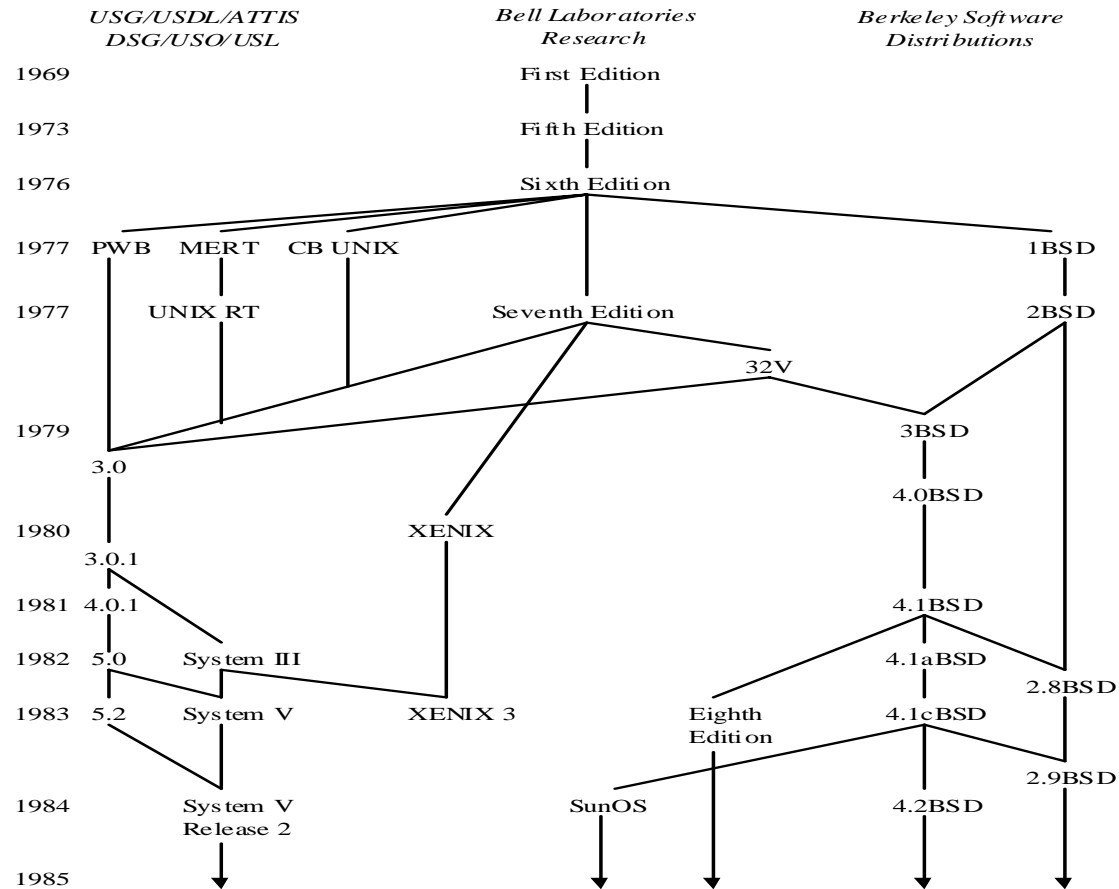 USG/USDL/ATTIS
DSG/USO/USL
Bell Laboratories
Research
Berkeley Software
Distributions
1969
First Edition
1973
Fifth Edition
1976
Sixth Edition
1977
PWB
MERT
CB UNIX
1BSD
1977
UNIX RT
Seventh Edition
2BSD
32V
1979
3BSD
3.0
4.0BSD
1980
XENIX
3.0.1
1981
4.0.1
4.1BSD
1982
5.0
System III
4.1aBSD
2.8BSD
1983
5.2
System V
XENIX 3
Eighth
Edition
4.1cBSD
2.9BSD
1984
System V
Release 2
SunOS
4.2BSD
1985